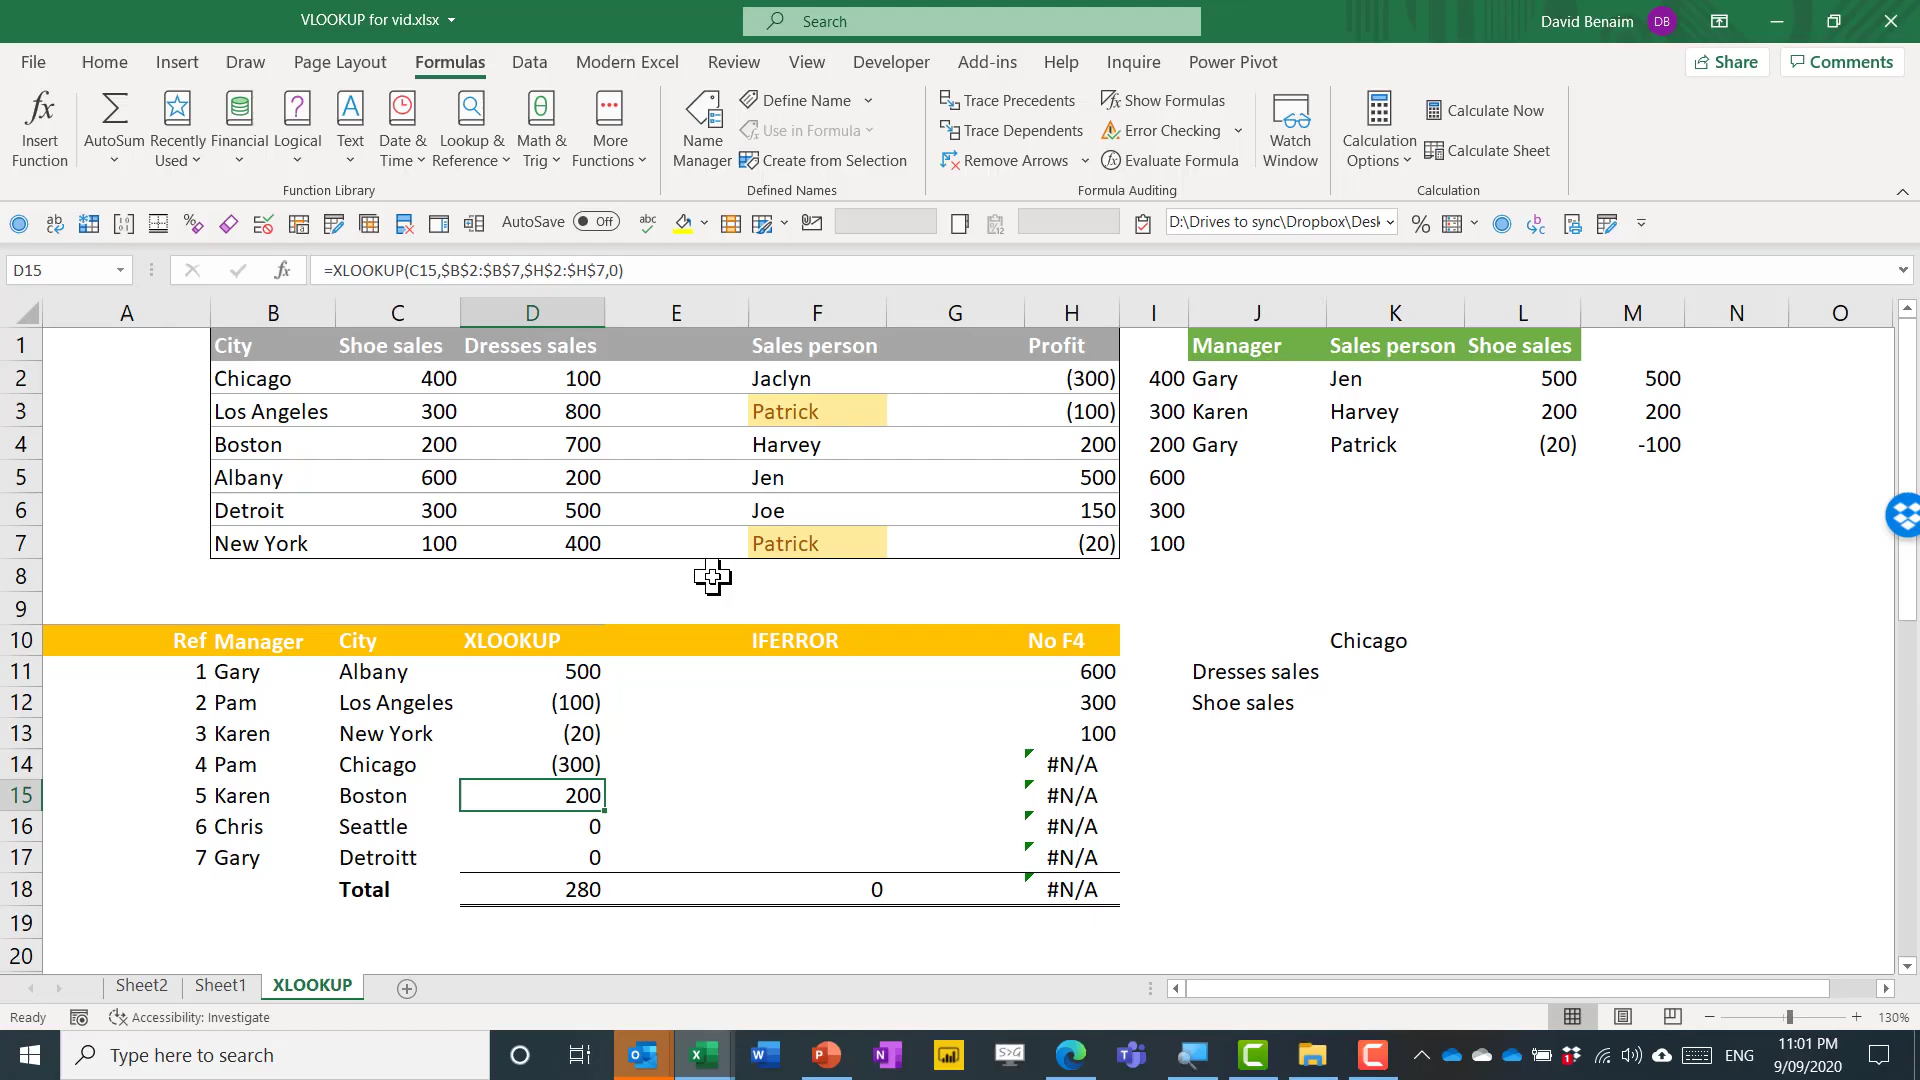 VLOOKUP for vid.xlsx
Search
David Benaim DB
File Home Insert Draw Page Layout Formulas Data Modern Excel Review View Developer Add-ins Help Inquire Power Pivot Share Comments
Insert Function
AutoSum
Recently Used
Financial
Logical
Text
Date & Time
Lookup & Reference
Math & Trig
More Functions
Function Library
Name Manager
Define Name
Use in Formula
Create from Selection
Defined Names
Trace Precedents
Trace Dependents
Remove Arrows
Show Formulas
Error Checking
Evaluate Formula
Formula Auditing
Watch Window
Calculation Options
Calculate Now
Calculate Sheet
Calculation
AutoSave Off
D:\Drives to sync\Dropbox\Desk
D15
=XLOOKUP(C15,$B$2:$B$7,$H$2:$H$7,0)
A B C D E F G H I J K L M N O
1 City Shoe sales Dresses sales Sales person Profit Manager Sales person Shoe sales
2 Chicago 400 100 Jaclyn (300) 400 Gary Jen 500 500
3 Los Angeles 300 800 Patrick (100) 300 Karen Harvey 200 200
4 Boston 200 700 Harvey 200 200 Gary Patrick (20) -100
5 Albany 600 200 Jen 500 600
6 Detroit 300 500 Joe 150 300
7 New York 100 400 Patrick (20) 100
8
9
10 Ref Manager City XLOOKUP IFERROR No F4 Chicago
11 1 Gary Albany 500 600 Dresses sales
12 2 Pam Los Angeles (100) 300 Shoe sales
13 3 Karen New York (20) 100
14 4 Pam Chicago (300) #N/A
15 5 Karen Boston 200 #N/A
16 6 Chris Seattle 0 #N/A
17 7 Gary Detroitt 0 #N/A
18 Total 280 0 #N/A
19
20
Sheet2 Sheet1 XLOOKUP
Ready Accessibility: Investigate 130%
Type here to search
ENG
11:01 PM
9/09/2020